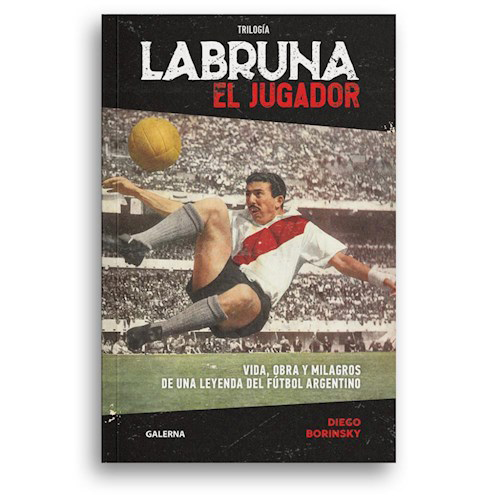 TRILOGÍA
LABRUNA
EL JUGADOR
VIDA, OBRA Y MILAGROS
DE UNA LEYENDA DEL FÚTBOL ARGENTINO
DIEGO
BORINSKY
GALERNA